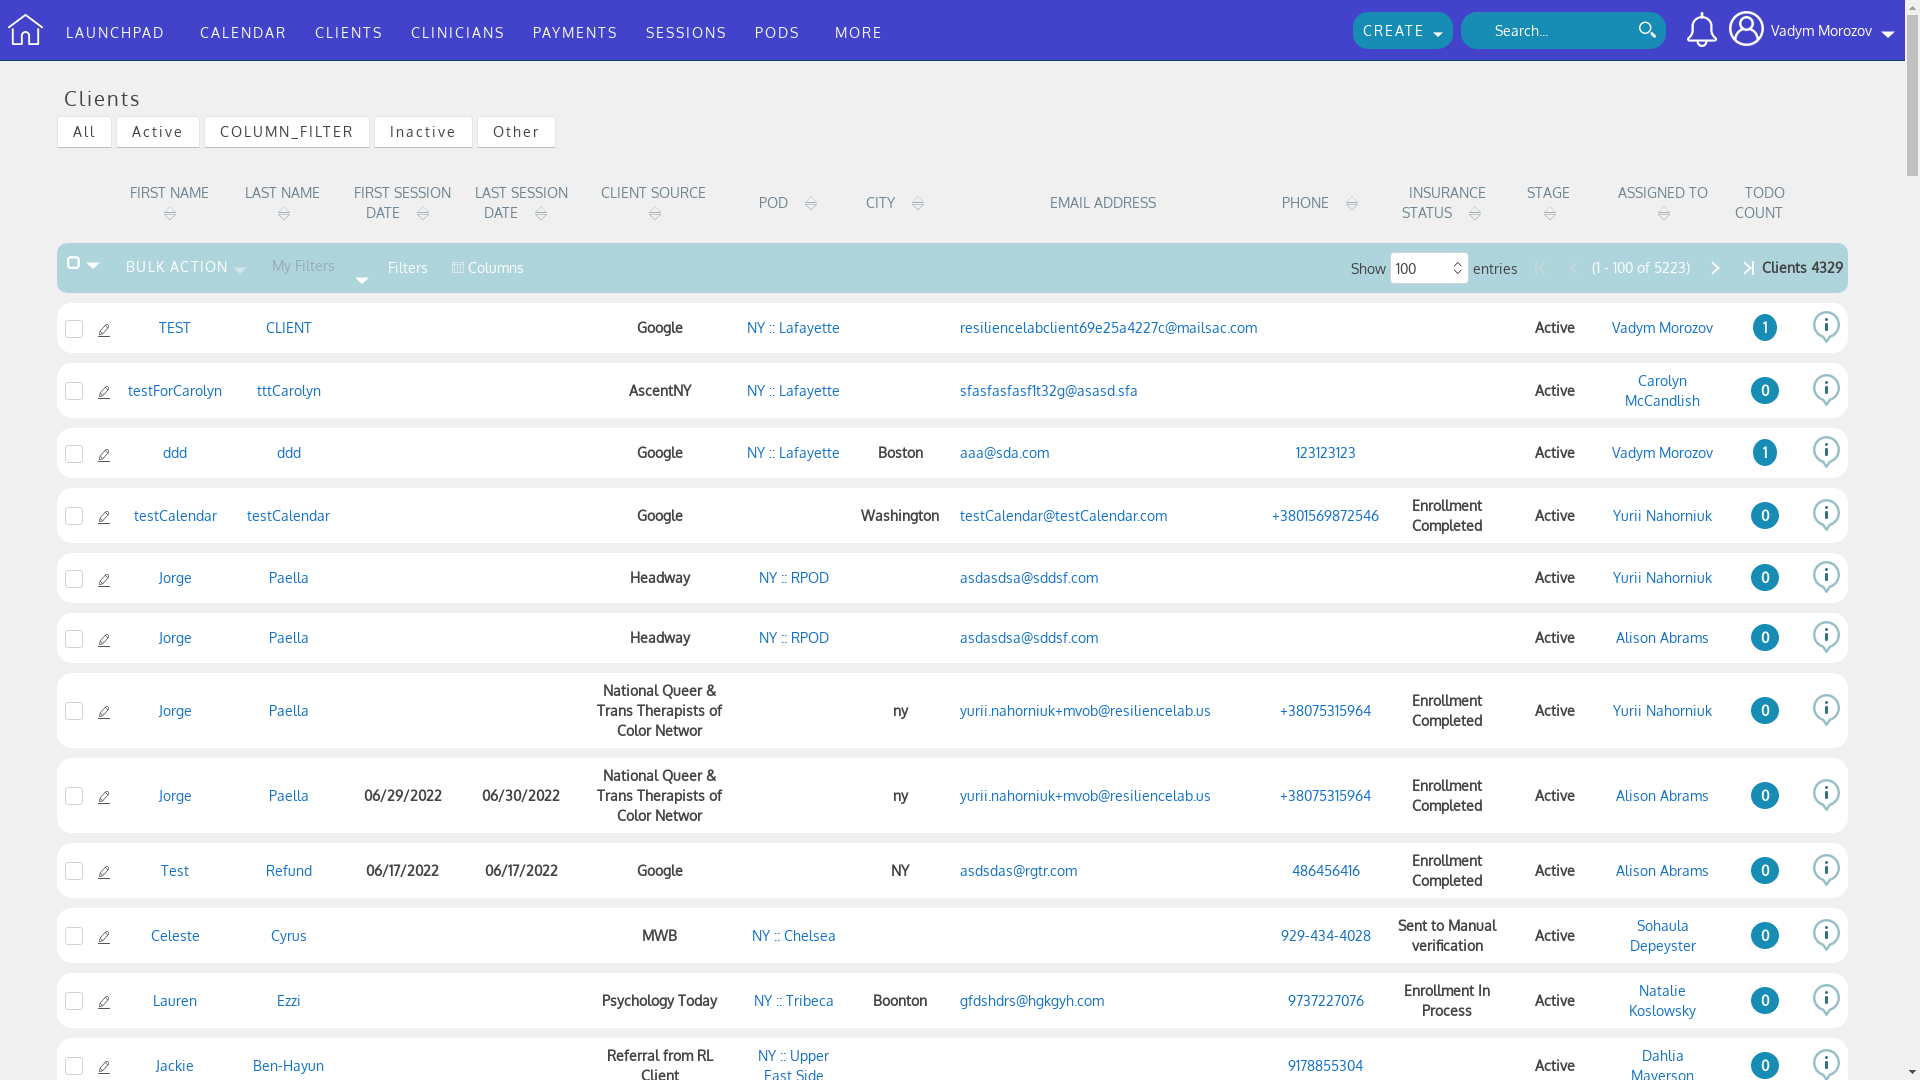 LAUNCHPAD CALENDAR CLIENTS CLINICIANS PAYMENTS SESSIONS PODS MORE CREATE Search... Vadym Morozov
Clients
All Active COLUMN_FILTER Inactive Other
FIRST NAME LAST NAME FIRST SESSION DATE LAST SESSION DATE CLIENT SOURCE POD CITY EMAIL ADDRESS PHONE INSURANCE STATUS STAGE ASSIGNED TO TODO COUNT
BULK ACTION My Filters Filters Columns Show 100 entries (1 - 100 of 5223) Clients 4329
TEST CLIENT Google NY :: Lafayette resiliencelabclient69e25a4227c@mailsac.com Active Vadym Morozov 1
testForCarolyn tttCarolyn AscentNY NY :: Lafayette sfasfasfasf1t32g@asasd.sfa Active Carolyn McCandlish 0
ddd ddd Google NY :: Lafayette Boston aaa@sda.com 123123123 Active Vadym Morozov 1
testCalendar testCalendar Google Washington testCalendar@testCalendar.com +3801569872546 Enrollment Completed Active Yurii Nahorniuk 0
Jorge Paella Headway NY :: RPOD asdasdsa@sddsf.com Active Yurii Nahorniuk 0
Jorge Paella Headway NY :: RPOD asdasdsa@sddsf.com Active Alison Abrams 0
Jorge Paella National Queer & Trans Therapists of Color Networ ny yurii.nahorniuk+mvob@resiliencelab.us +38075315964 Enrollment Completed Active Yurii Nahorniuk 0
Jorge Paella 06/29/2022 06/30/2022 National Queer & Trans Therapists of Color Networ ny yurii.nahorniuk+mvob@resiliencelab.us +38075315964 Enrollment Completed Active Alison Abrams 0
Test Refund 06/17/2022 06/17/2022 Google NY asdsdas@rgtr.com 486456416 Enrollment Completed Active Alison Abrams 0
Celeste Cyrus MWB NY :: Chelsea 929-434-4028 Sent to Manual verification Active Sohaula Depeyster 0
Lauren Ezzi Psychology Today NY :: Tribeca Boonton gfdshdrs@hgkgyh.com 9737227076 Enrollment In Process Active Natalie Koslowsky 0
Jackie Ben-Hayun Referral from RL Client NY :: Upper East Side 9178855304 Active Dahlia Mayerson 0